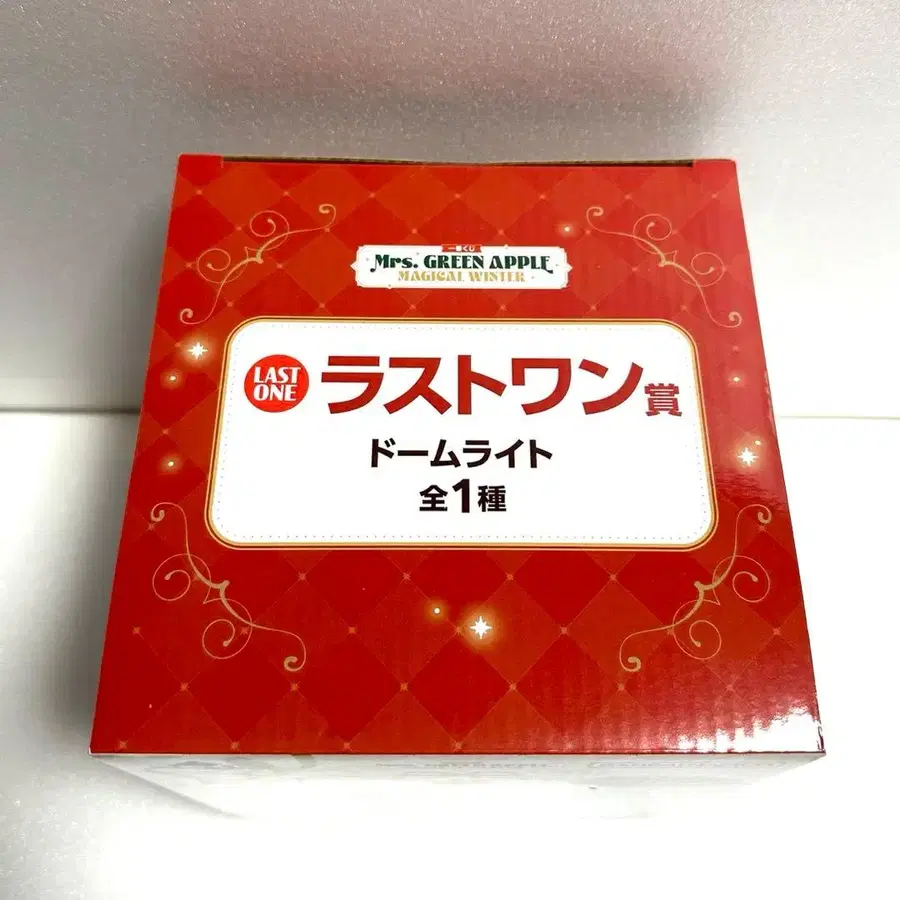 一番くじ
Mrs. GREEN APPLE
MAGICAL WINTER
LAST ONE
ラストワン賞
ドームライト
全1種